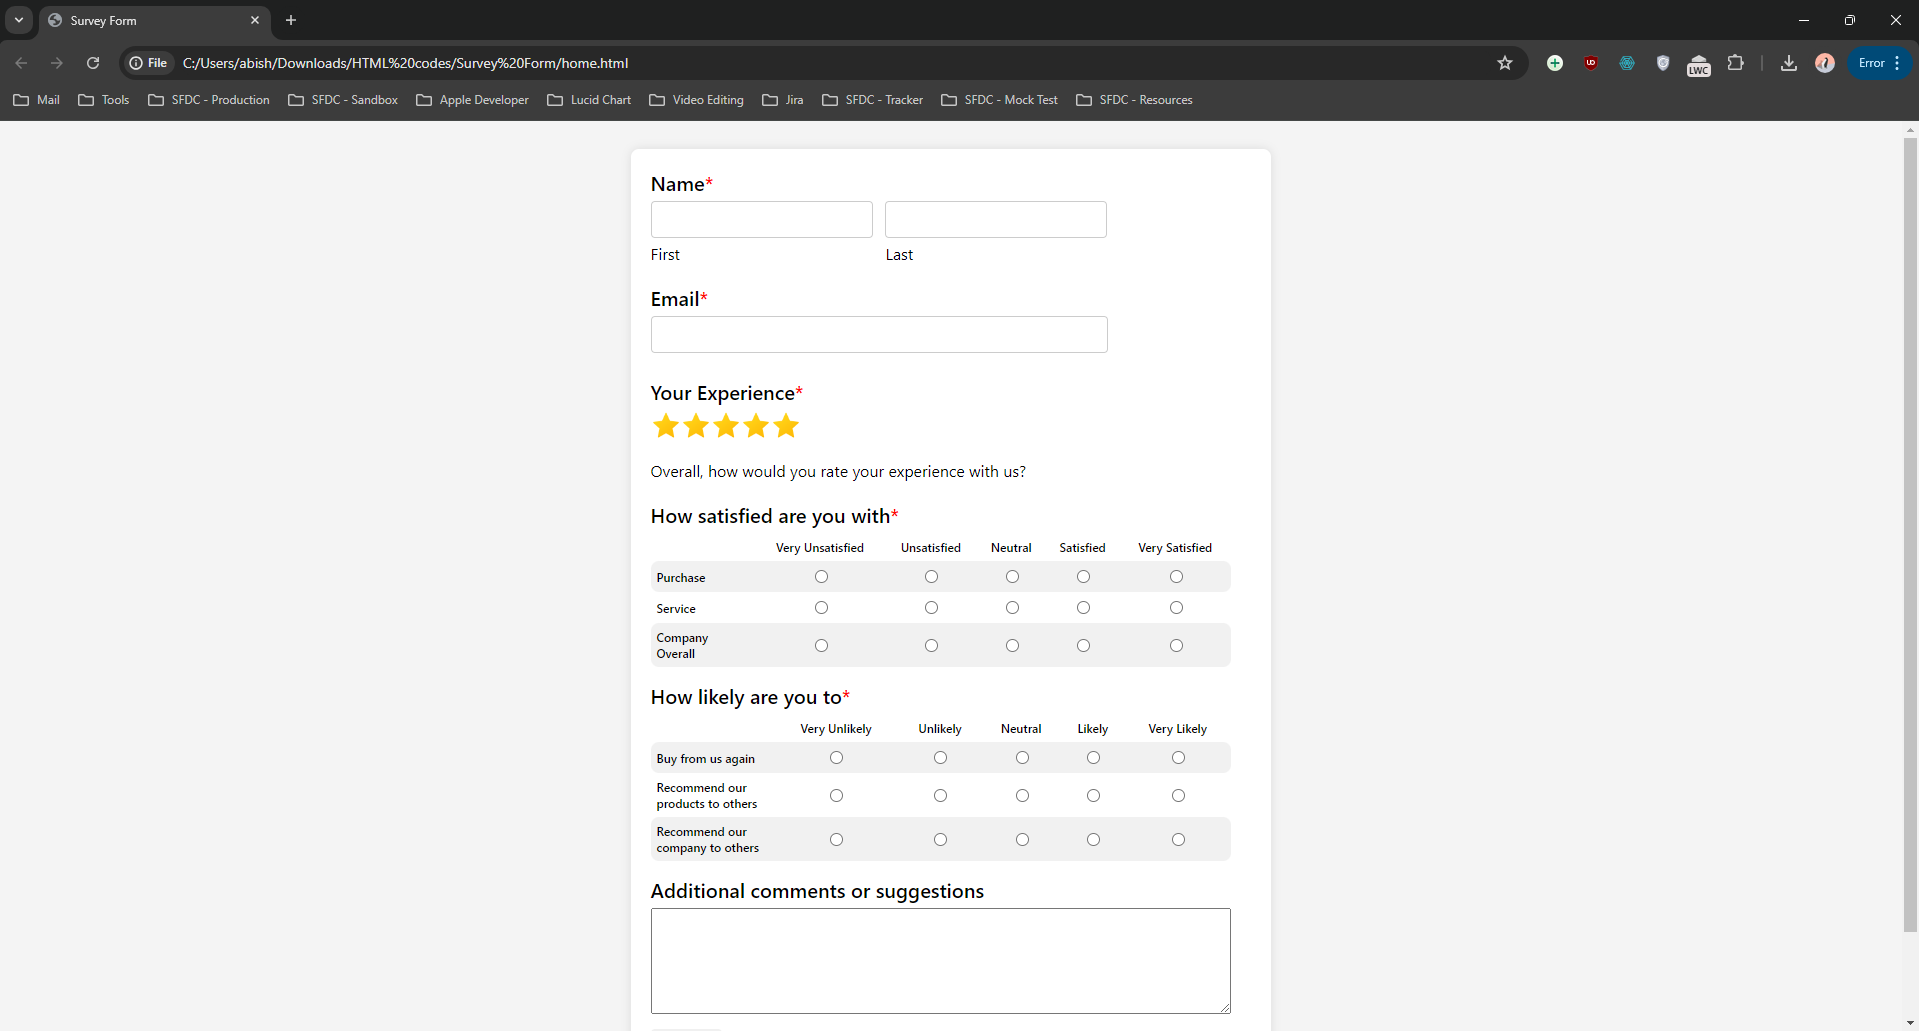 Survey Form
File C:/Users/abish/Downloads/HTML%20codes/Survey%20Form/home.html UD LWC Error
Mail Tools SFDC - Production SFDC - Sandbox Apple Developer Lucid Chart Video Editing Jira SFDC - Tracker SFDC - Mock Test SFDC - Resources
Name*
First Last
Email*
Your Experience*
Overall, how would you rate your experience with us?
How satisfied are you with*
Very Unsatisfied Unsatisfied Neutral Satisfied Very Satisfied
Purchase
Service
Company
Overall
How likely are you to*
Very Unlikely Unlikely Neutral Likely Very Likely
Buy from us again
Recommend our
products to others
Recommend our
company to others
Additional comments or suggestions